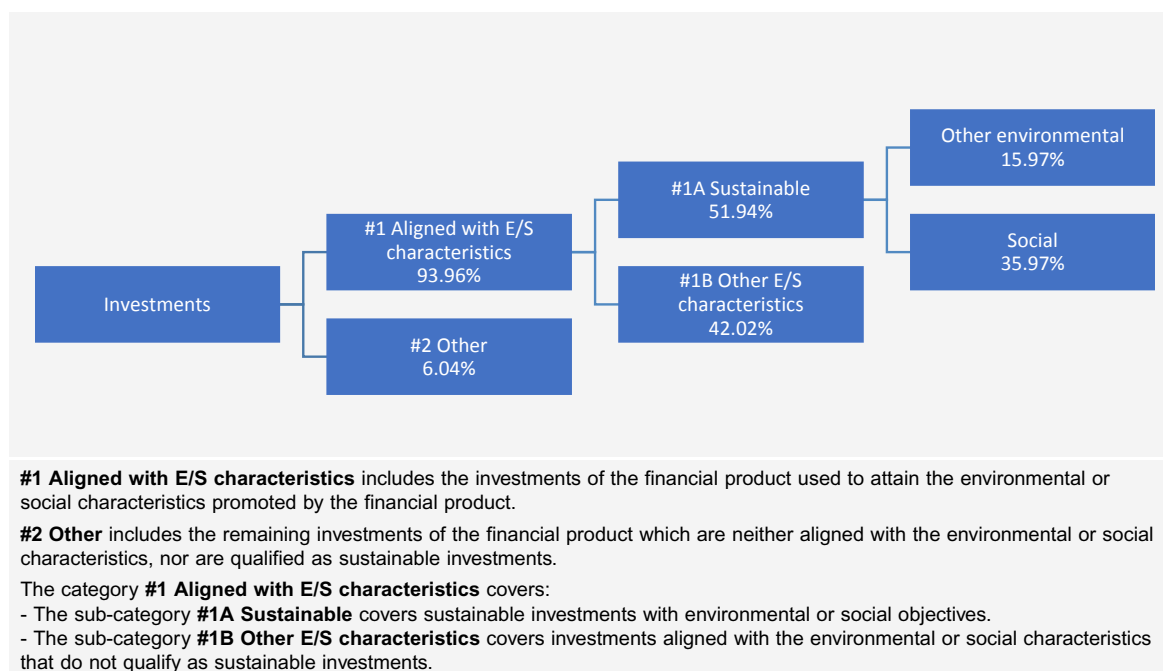 Investments
#1 Aligned with E/S
characteristics
93.96%
#2 Other
6.04%
#1A Sustainable
51.94%
#1B Other E/S
characteristics
42.02%
Other environmental
15.97%
Social
35.97%
#1 Aligned with E/S characteristics includes the investments of the financial product used to attain the environmental or
social characteristics promoted by the financial product.
#2 Other includes the remaining investments of the financial product which are neither aligned with the environmental or social
characteristics, nor are qualified as sustainable investments.
The category #1 Aligned with E/S characteristics covers:
- The sub-category #1A Sustainable covers sustainable investments with environmental or social objectives.
- The sub-category #1B Other E/S characteristics covers investments aligned with the environmental or social characteristics
that do not qualify as sustainable investments.